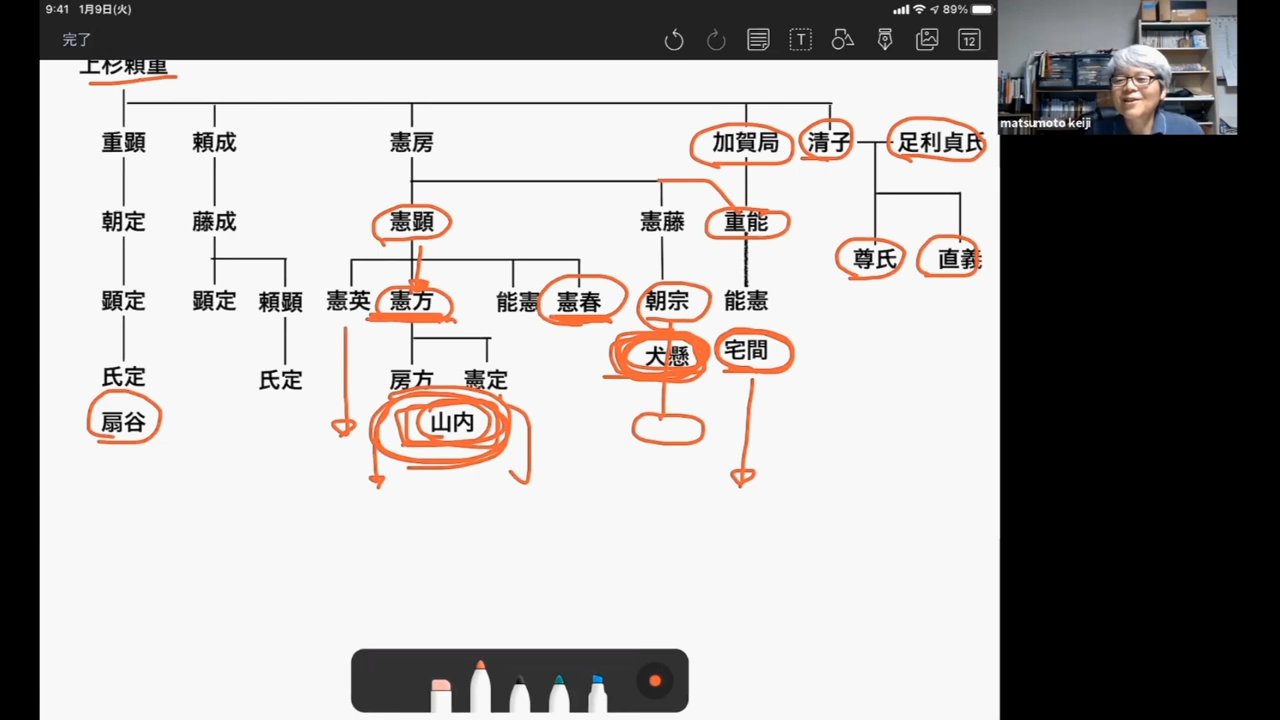 9:41 1月9日(火)
89%
完了
T
12
matsumoto keiji
上杉頼重
重顕 頼成 憲房 加賀局 清子 足利貞氏
朝定 藤成 憲顕 憲藤 重能
尊氏 直義
顕定 顕定 頼顕 憲英 憲方 能憲 憲春 朝宗 能憲
犬懸 宅間
氏定 氏定 房方 憲定
扇谷 山内